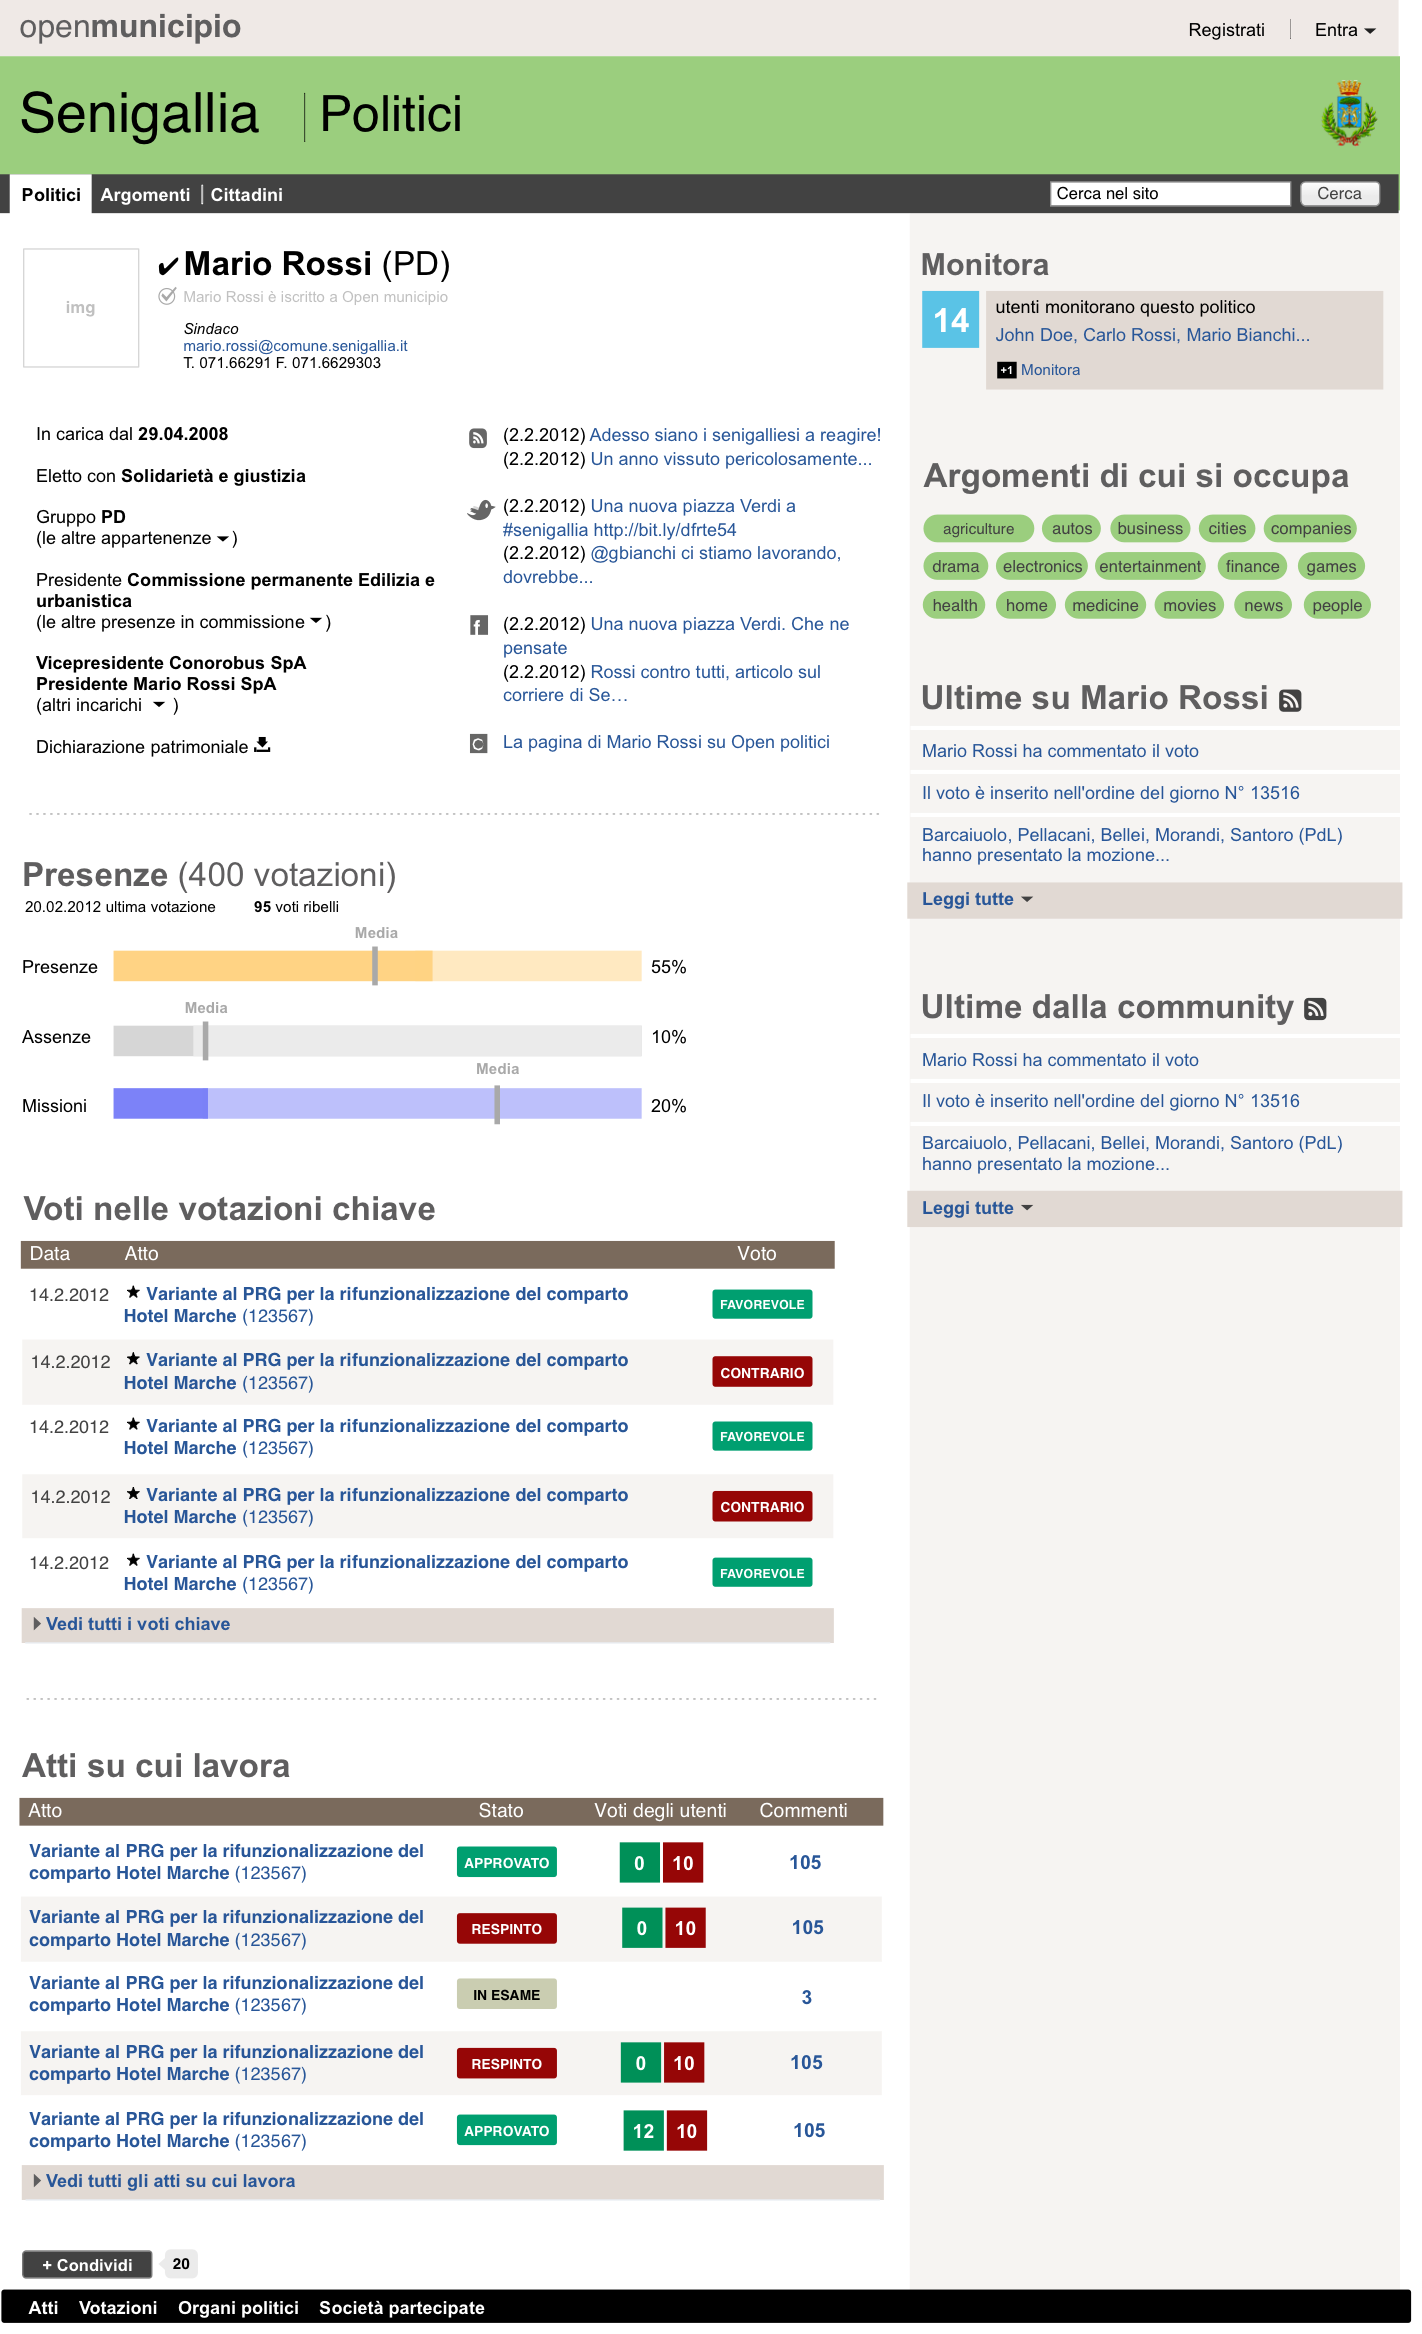 openmunicipio
Registrati
Entra
Senigallia
Politici
Politici
Argomenti
Cittadini
Cerca nel sito
Cerca
img
Mario Rossi (PD)
Mario Rossi è iscritto a Open municipio
Sindaco
mario.rossi@comune.senigallia.it
T. 071.66291 F. 071.6629303
In carica dal 29.04.2008
Eletto con Solidarietà e giustizia
Gruppo PD
(le altre appartenenze )
Presidente Commissione permanente Edilizia e
urbanistica
(le altre presenze in commissione )
Vicepresidente Conorobus SpA
Presidente Mario Rossi SpA
(altri incarichi )
Dichiarazione patrimoniale
(2.2.2012) Adesso siano i senigalliesi a reagire!
(2.2.2012) Un anno vissuto pericolosamente...
(2.2.2012) Una nuova piazza Verdi a
#senigallia http://bit.ly/dfrte54
(2.2.2012) @gbianchi ci stiamo lavorando,
dovrebbe...
f
(2.2.2012) Una nuova piazza Verdi. Che ne
pensate
(2.2.2012) Rossi contro tutti, articolo sul
corriere di Se…
C
La pagina di Mario Rossi su Open politici
Presenze (400 votazioni)
20.02.2012 ultima votazione
95 voti ribelli
Media
Presenze
55%
Media
Assenze
10%
Media
Missioni
20%
Voti nelle votazioni chiave
Data
Atto
Voto
14.2.2012
Variante al PRG per la rifunzionalizzazione del comparto
Hotel Marche (123567)
FAVOREVOLE
14.2.2012
Variante al PRG per la rifunzionalizzazione del comparto
Hotel Marche (123567)
CONTRARIO
14.2.2012
Variante al PRG per la rifunzionalizzazione del comparto
Hotel Marche (123567)
FAVOREVOLE
14.2.2012
Variante al PRG per la rifunzionalizzazione del comparto
Hotel Marche (123567)
CONTRARIO
14.2.2012
Variante al PRG per la rifunzionalizzazione del comparto
Hotel Marche (123567)
FAVOREVOLE
Vedi tutti i voti chiave
Atti su cui lavora
Atto
Stato
Voti degli utenti
Commenti
Variante al PRG per la rifunzionalizzazione del
comparto Hotel Marche (123567)
APPROVATO
0
10
105
Variante al PRG per la rifunzionalizzazione del
comparto Hotel Marche (123567)
RESPINTO
0
10
105
Variante al PRG per la rifunzionalizzazione del
comparto Hotel Marche (123567)
IN ESAME
3
Variante al PRG per la rifunzionalizzazione del
comparto Hotel Marche (123567)
RESPINTO
0
10
105
Variante al PRG per la rifunzionalizzazione del
comparto Hotel Marche (123567)
APPROVATO
12
10
105
Vedi tutti gli atti su cui lavora
+ Condividi
20
Monitora
14
utenti monitorano questo politico
John Doe, Carlo Rossi, Mario Bianchi...
+1 Monitora
Argomenti di cui si occupa
agriculture
autos
business
cities
companies
drama
electronics
entertainment
finance
games
health
home
medicine
movies
news
people
Ultime su Mario Rossi
Mario Rossi ha commentato il voto
Il voto è inserito nell'ordine del giorno N° 13516
Barcaiuolo, Pellacani, Bellei, Morandi, Santoro (PdL)
hanno presentato la mozione...
Leggi tutte
Ultime dalla community
Mario Rossi ha commentato il voto
Il voto è inserito nell'ordine del giorno N° 13516
Barcaiuolo, Pellacani, Bellei, Morandi, Santoro (PdL)
hanno presentato la mozione...
Leggi tutte
Atti
Votazioni
Organi politici
Società partecipate